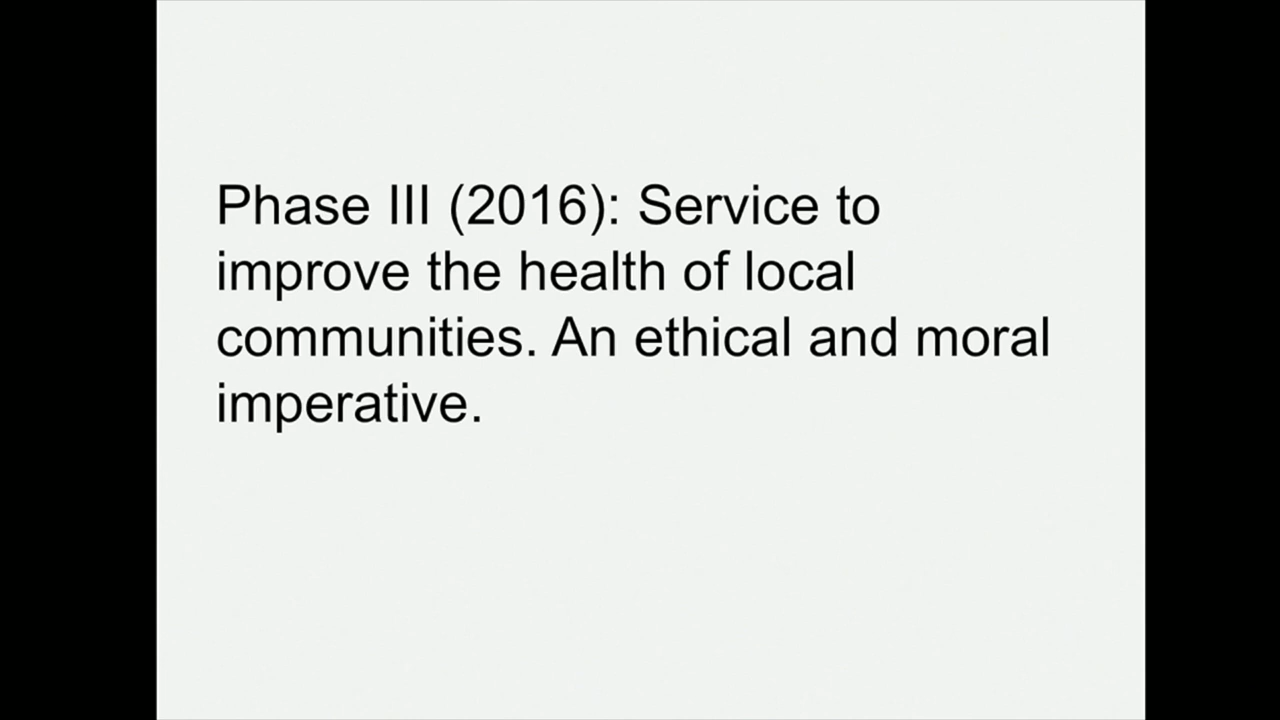 Phase III (2016): Service to
improve the health of local
communities. An ethical and moral
imperative.